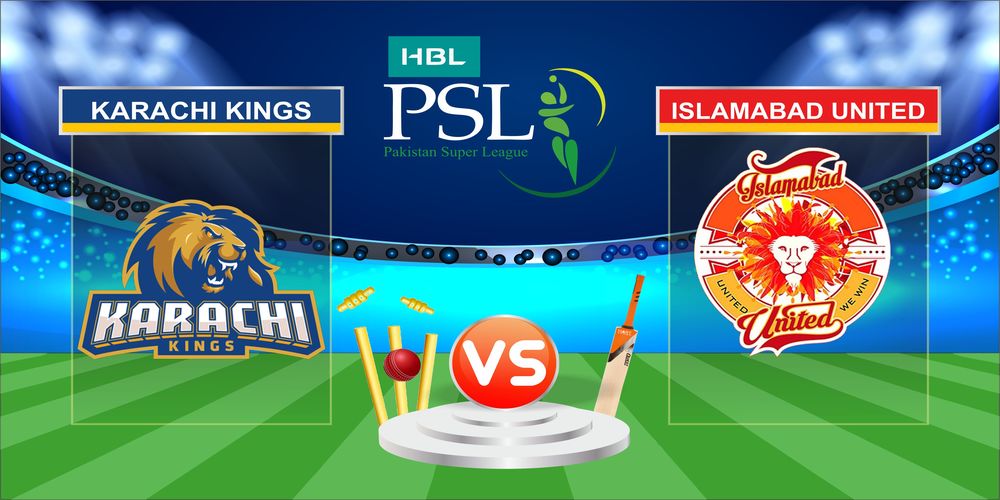 HBL
PSL
Pakistan Super League
KARACHI KINGS
ISLAMABAD UNITED
KARACHI
KINGS
VS
Islamabad
UNITED
WE WIN
United